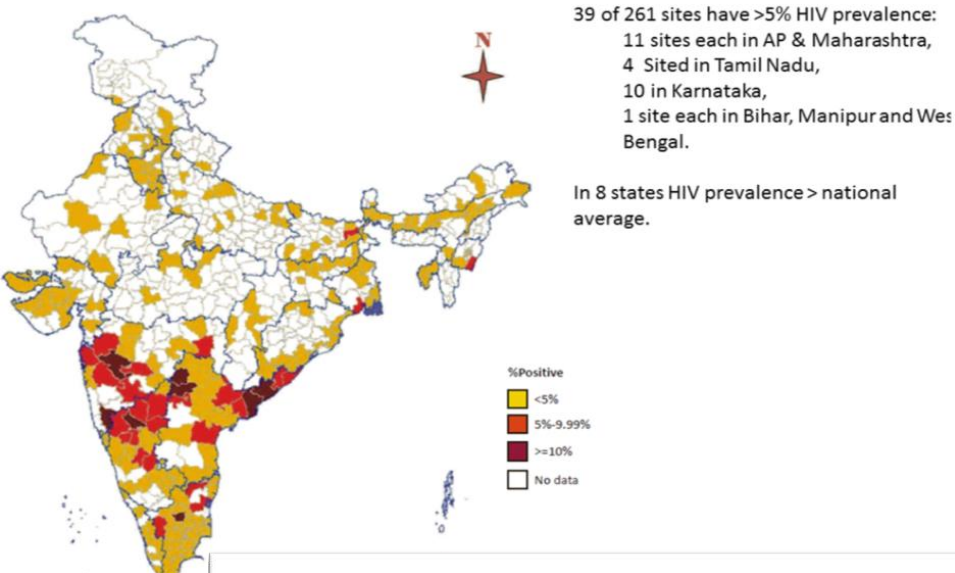 39 of 261 sites have >5% HIV prevalence:
11 sites each in AP & Maharashtra,
4 Sited in Tamil Nadu,
10 in Karnataka,
1 site each in Bihar, Manipur and Wes
Bengal.
In 8 states HIV prevalence > national
average.
N
%Positive
<5%
5%-9.99%
>=10%
No data